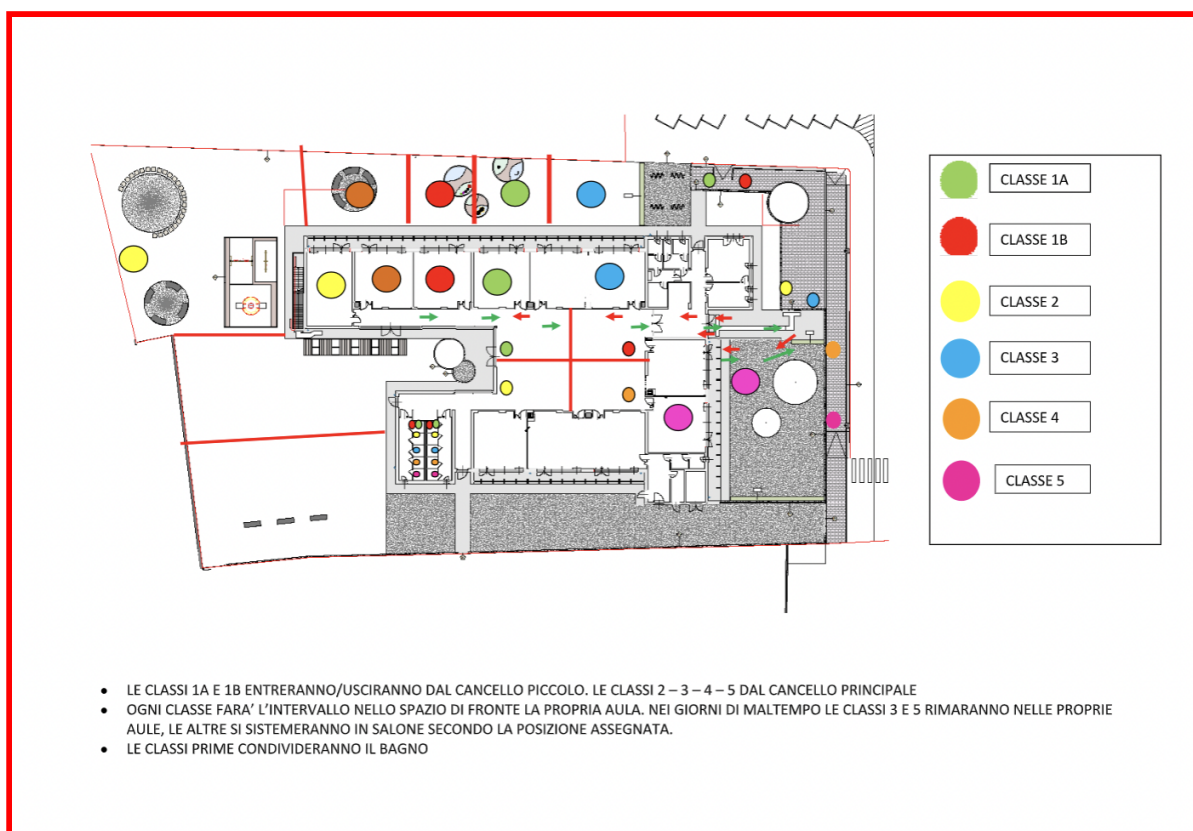 CLASSE 1A
CLASSE 1B
CLASSE 2
CLASSE 3
CLASSE 4
CLASSE 5
• LE CLASSI 1A E 1B ENTRERANNO/USCIRANNO DAL CANCELLO PICCOLO. LE CLASSI 2 – 3 – 4 – 5 DAL CANCELLO PRINCIPALE
• OGNI CLASSE FARA’ L’INTERVALLO NELLO SPAZIO DI FRONTE LA PROPRIA AULA. NEI GIORNI DI MALTEMPO LE CLASSI 3 E 5 RIMARANNO NELLE PROPRIE
AULE, LE ALTRE SI SISTEMERANNO IN SALONE SECONDO LA POSIZIONE ASSEGNATA.
• LE CLASSI PRIME CONDIVIDERANNO IL BAGNO